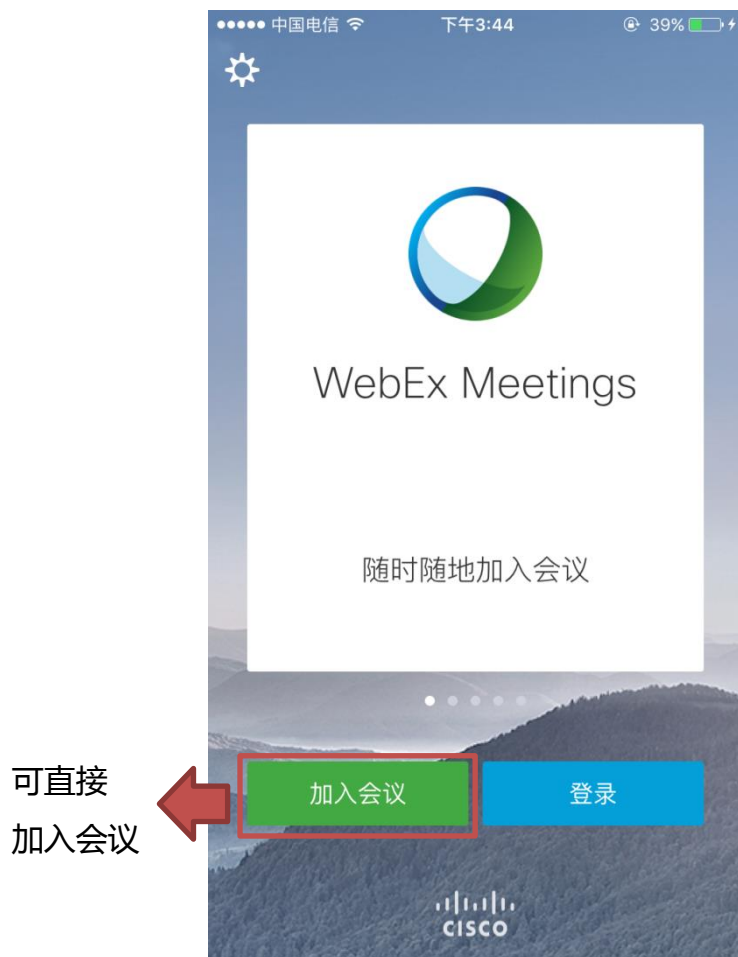 中国电信 下午3:44 39%
WebEx Meetings
随时随地加入会议
可直接
加入会议
加入会议 登录
CISCO